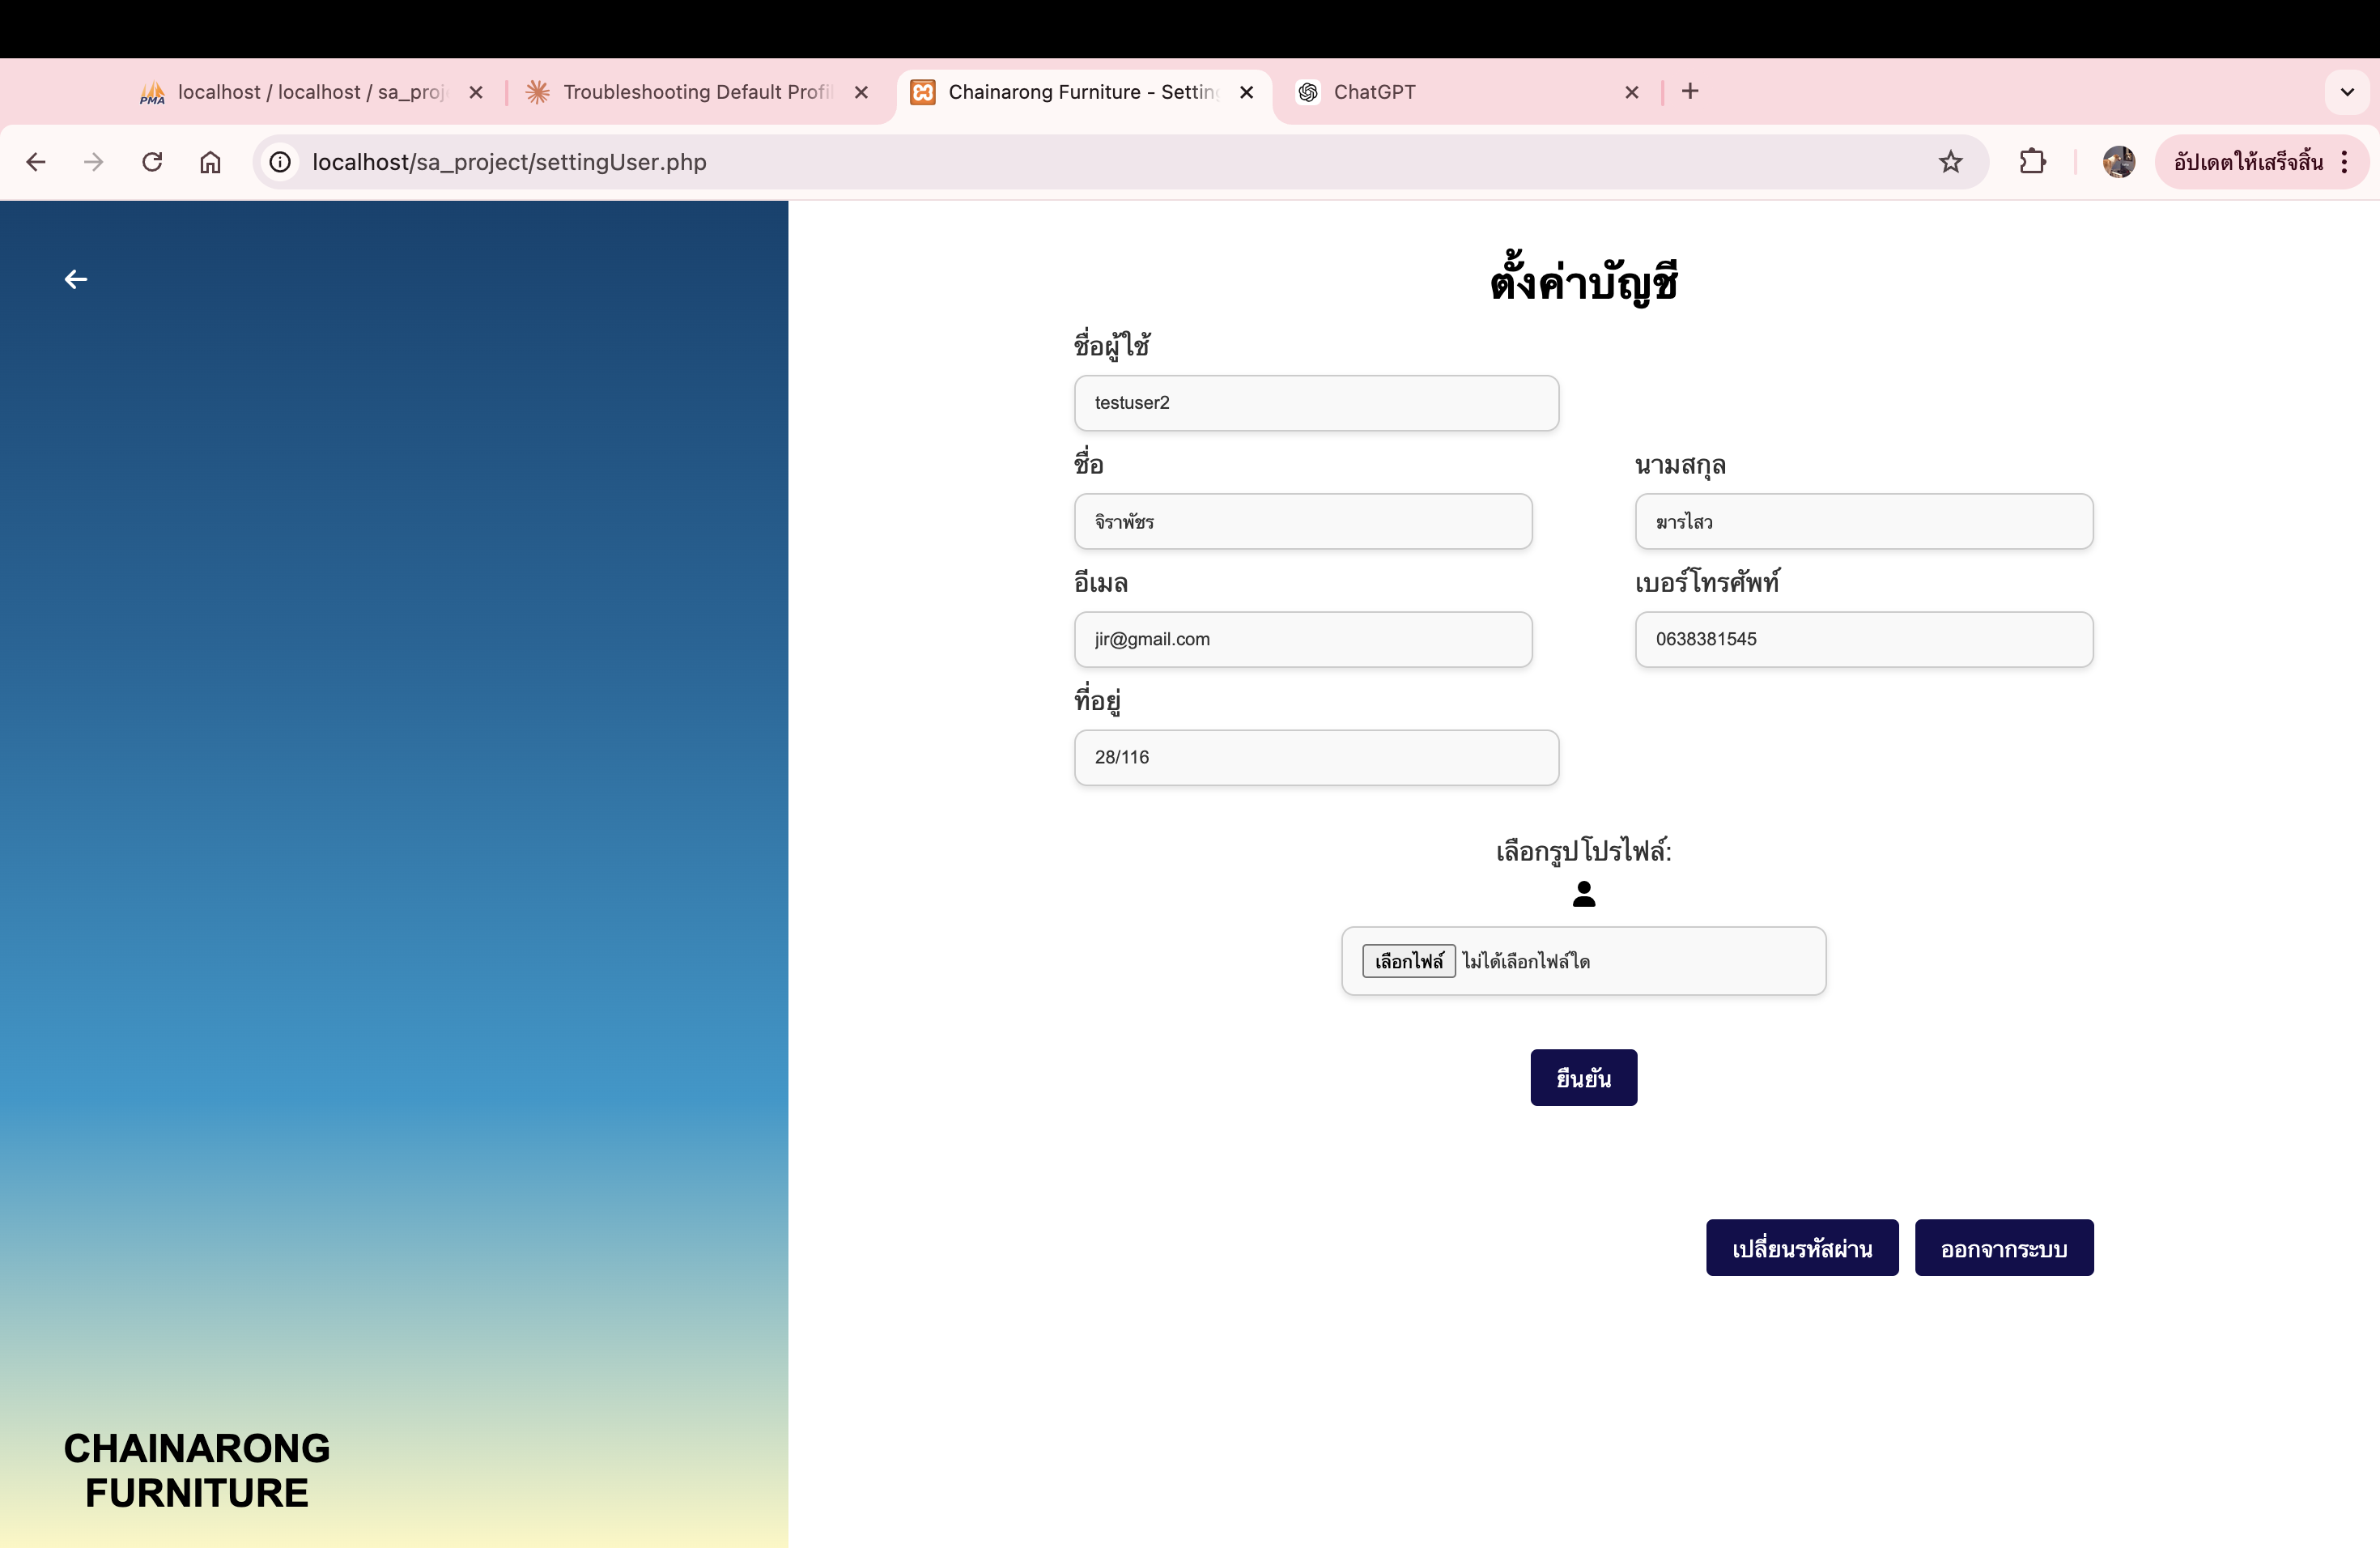 localhost / localhost / sa_proj
Troubleshooting Default Profil
Chainarong Furniture - Setting
ChatGPT
localhost/sa_project/settingUser.php
อัปเดตให้เสร็จสิ้น
ตั้งค่าบัญชี
ชื่อผู้ใช้
testuser2
ชื่อ นามสกุล
จิราพัชร ฆารไสว
อีเมล เบอร์โทรศัพท์
jir@gmail.com 0638381545
ที่อยู่
28/116
เลือกรูปโปรไฟล์:
เลือกไฟล์ ไม่ได้เลือกไฟล์ใด
ยืนยัน
เปลี่ยนรหัสผ่าน ออกจากระบบ
CHAINARONG
FURNITURE
PMA